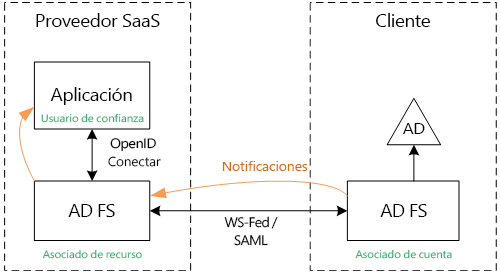 Proveedor SaaS
Cliente
Aplicación
Usuario de confianza
AD
OpenID
Conectar
Notificaciones
AD FS
AD FS
WS-Fed /
SAML
Asociado de recurso
Asociado de cuenta